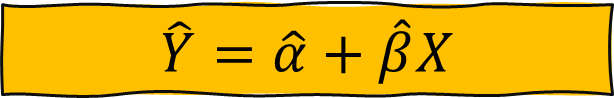 Ŷ = α̂ + β̂X